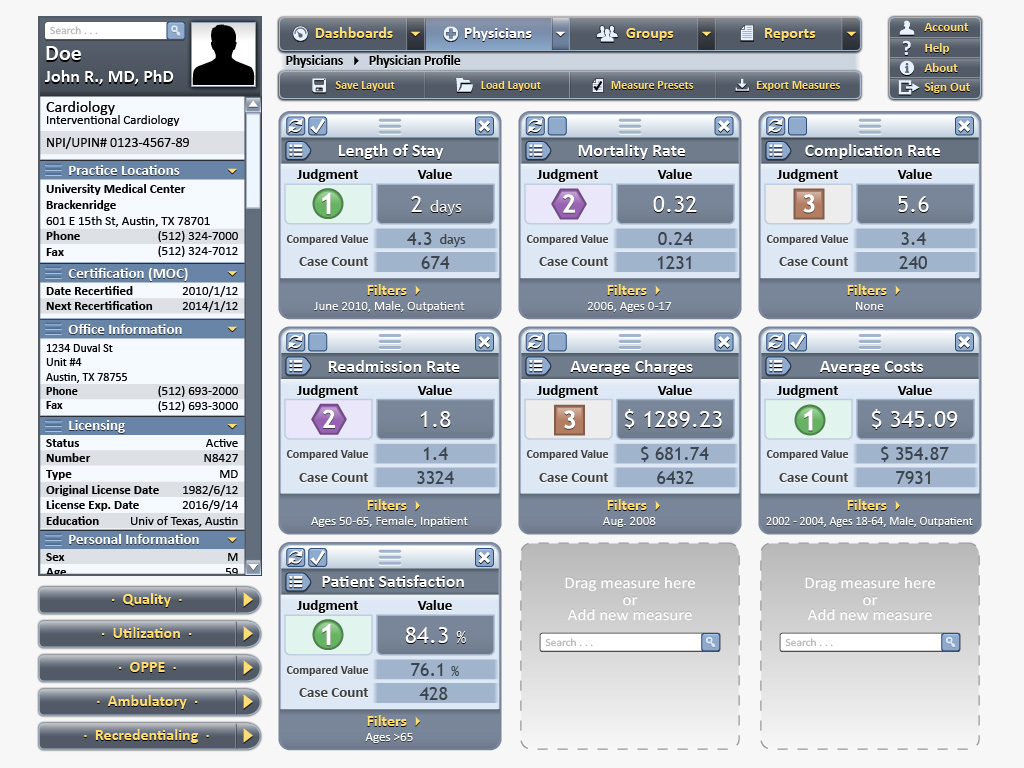 Search . . .
Doe
John R., MD, PhD
Cardiology
Interventional Cardiology
NPI/UPIN# 0123-4567-89
Practice Locations
University Medical Center
Brackenridge
601 E 15th St, Austin, TX 78701
Phone (512) 324-7000
Fax (512) 324-7012
Certification (MOC)
Date Recertified 2010/1/12
Next Recertification 2014/1/12
Office Information
1234 Duval St
Unit #4
Austin, TX 78755
Phone (512) 693-2000
Fax (512) 693-3000
Licensing
Status Active
Number N8427
Type MD
Original License Date 1982/6/12
License Exp. Date 2016/9/14
Education Univ of Texas, Austin
Personal Information
Sex M
Age 59
· Quality ·
· Utilization ·
· OPPE ·
· Ambulatory ·
· Recredentialing ·
Dashboards Physicians Groups Reports
Physicians Physician Profile
Save Layout Load Layout Measure Presets Export Measures
Account
? Help
i About
Sign Out
Length of Stay
Judgment Value
1 2 days
Compared Value 4.3 days
Case Count 674
Filters
June 2010, Male, Outpatient
Mortality Rate
Judgment Value
2 0.32
Compared Value 0.24
Case Count 1231
Filters
2006, Ages 0-17
Complication Rate
Judgment Value
3 5.6
Compared Value 3.4
Case Count 240
Filters
None
Readmission Rate
Judgment Value
2 1.8
Compared Value 1.4
Case Count 3324
Filters
Ages 50-65, Female, Inpatient
Average Charges
Judgment Value
3 $ 1289.23
Compared Value $ 681.74
Case Count 6432
Filters
Aug. 2008
Average Costs
Judgment Value
1 $ 345.09
Compared Value $ 354.87
Case Count 7931
Filters
2002 - 2004, Ages 18-64, Male, Outpatient
Patient Satisfaction
Judgment Value
1 84.3 %
Compared Value 76.1 %
Case Count 428
Filters
Ages >65
Drag measure here
or
Add new measure
Search . . .
Drag measure here
or
Add new measure
Search . . .